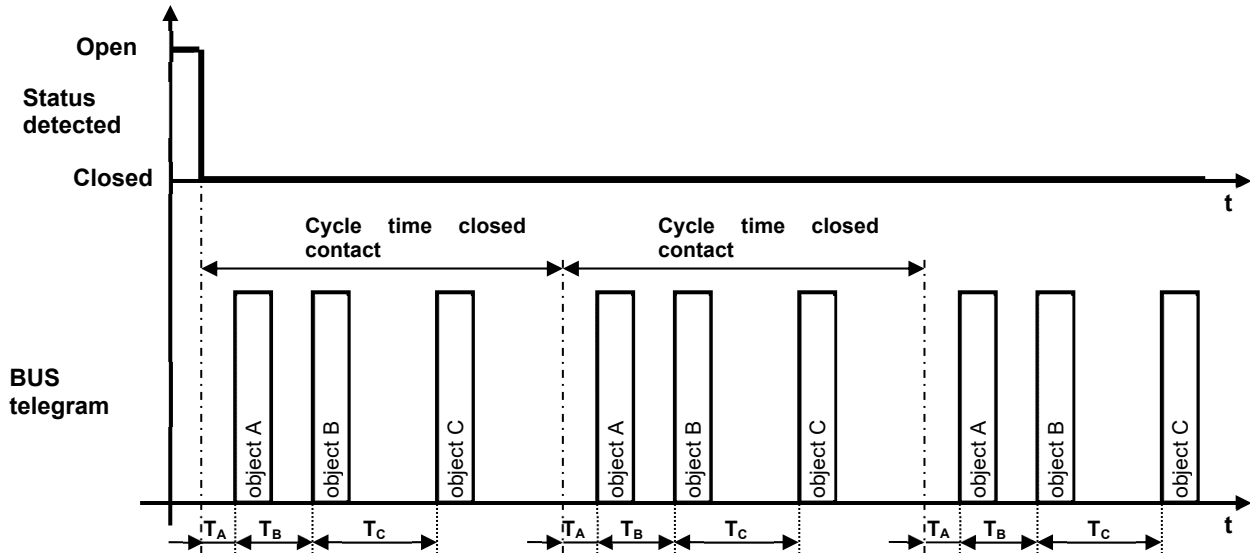 Open
Status
detected
Closed
t
Cycle time closed
contact
Cycle time closed
contact
BUS
telegram
object A
object B
object C
object A
object B
object C
object A
object B
object C
t
TA
TB
TC
TA
TB
TC
TA
TB
TC